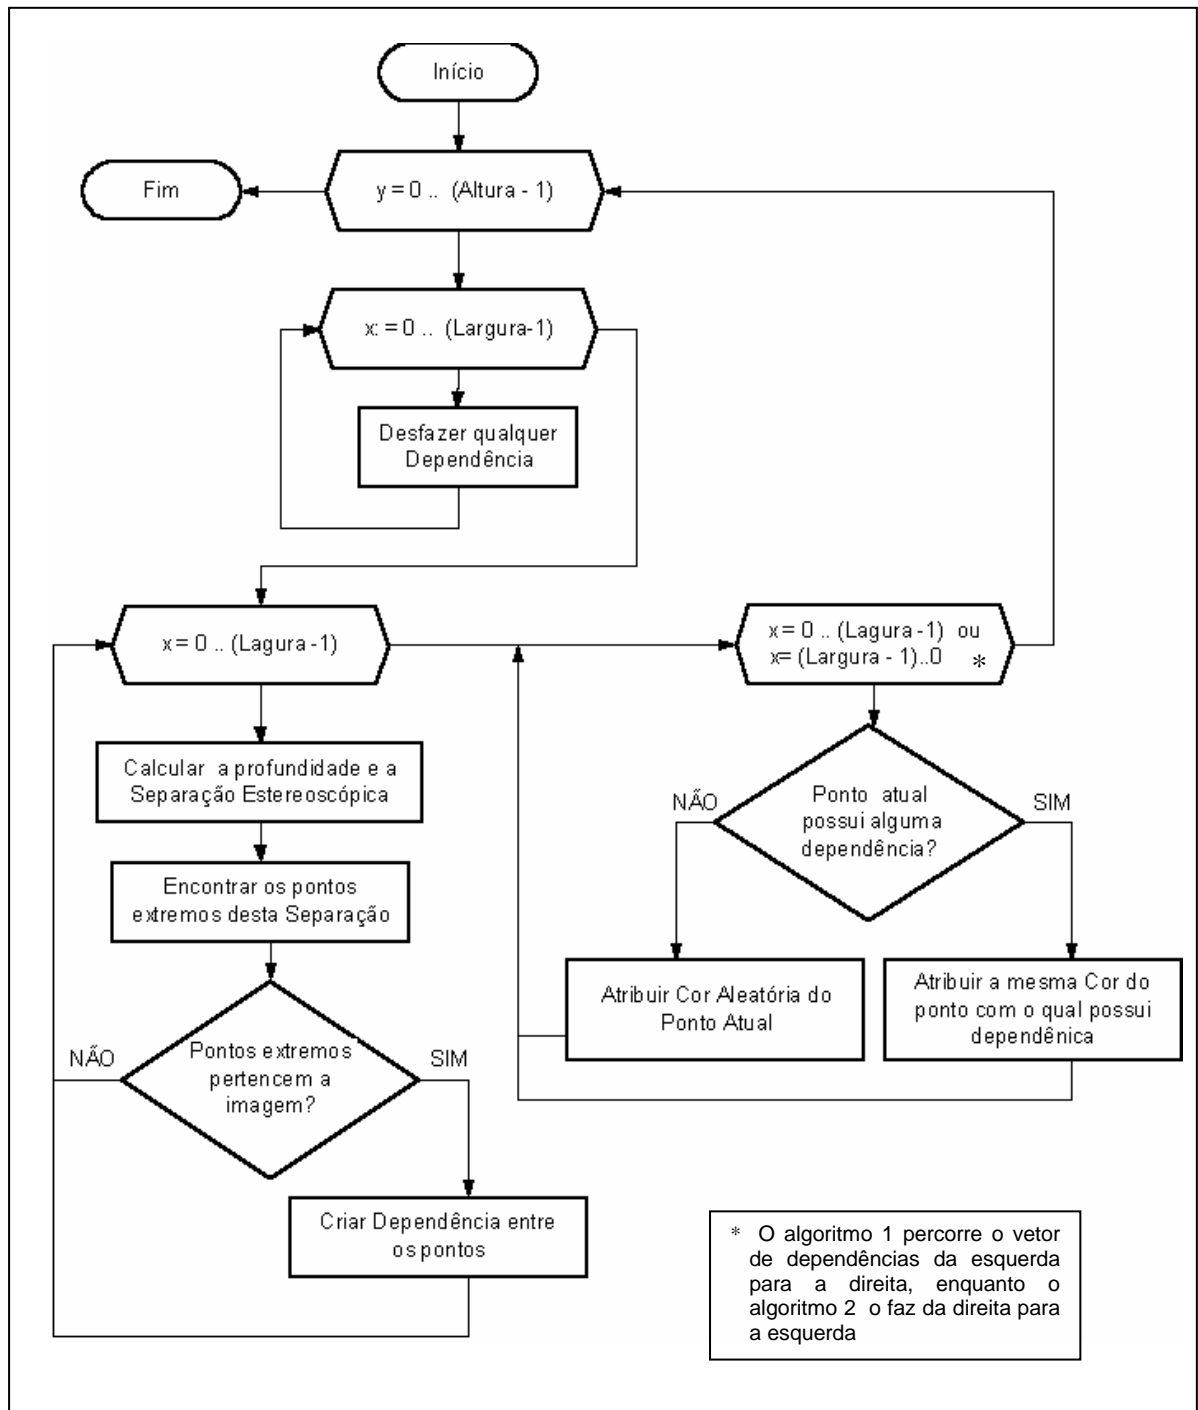 Início
Fim
y = 0 .. (Altura - 1)
x: = 0 .. (Largura-1)
Desfazer qualquer
Dependência
x = 0 .. (Lagura -1)
x = 0 .. (Lagura -1) ou
x= (Largura - 1)..0 *
Calcular a profundidade e a
Separação Estereoscópica
Encontrar os pontos
extremos desta Separação
NÃO
Pontos extremos
pertencem a
imagem?
SIM
Criar Dependência entre
os pontos
NÃO
Ponto atual
possui alguma
dependência?
SIM
Atribuir Cor Aleatória do
Ponto Atual
Atribuir a mesma Cor do
ponto com o qual possui
dependênica
* O algoritmo 1 percorre o vetor
de dependências da esquerda
para a direita, enquanto o
algoritmo 2 o faz da direita para
a esquerda